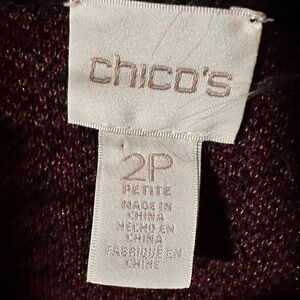 chico's
2P
PETITE
MADE IN
CHINA
HECHO EN
CHINA
FABRIQUÉ EN
CHINE